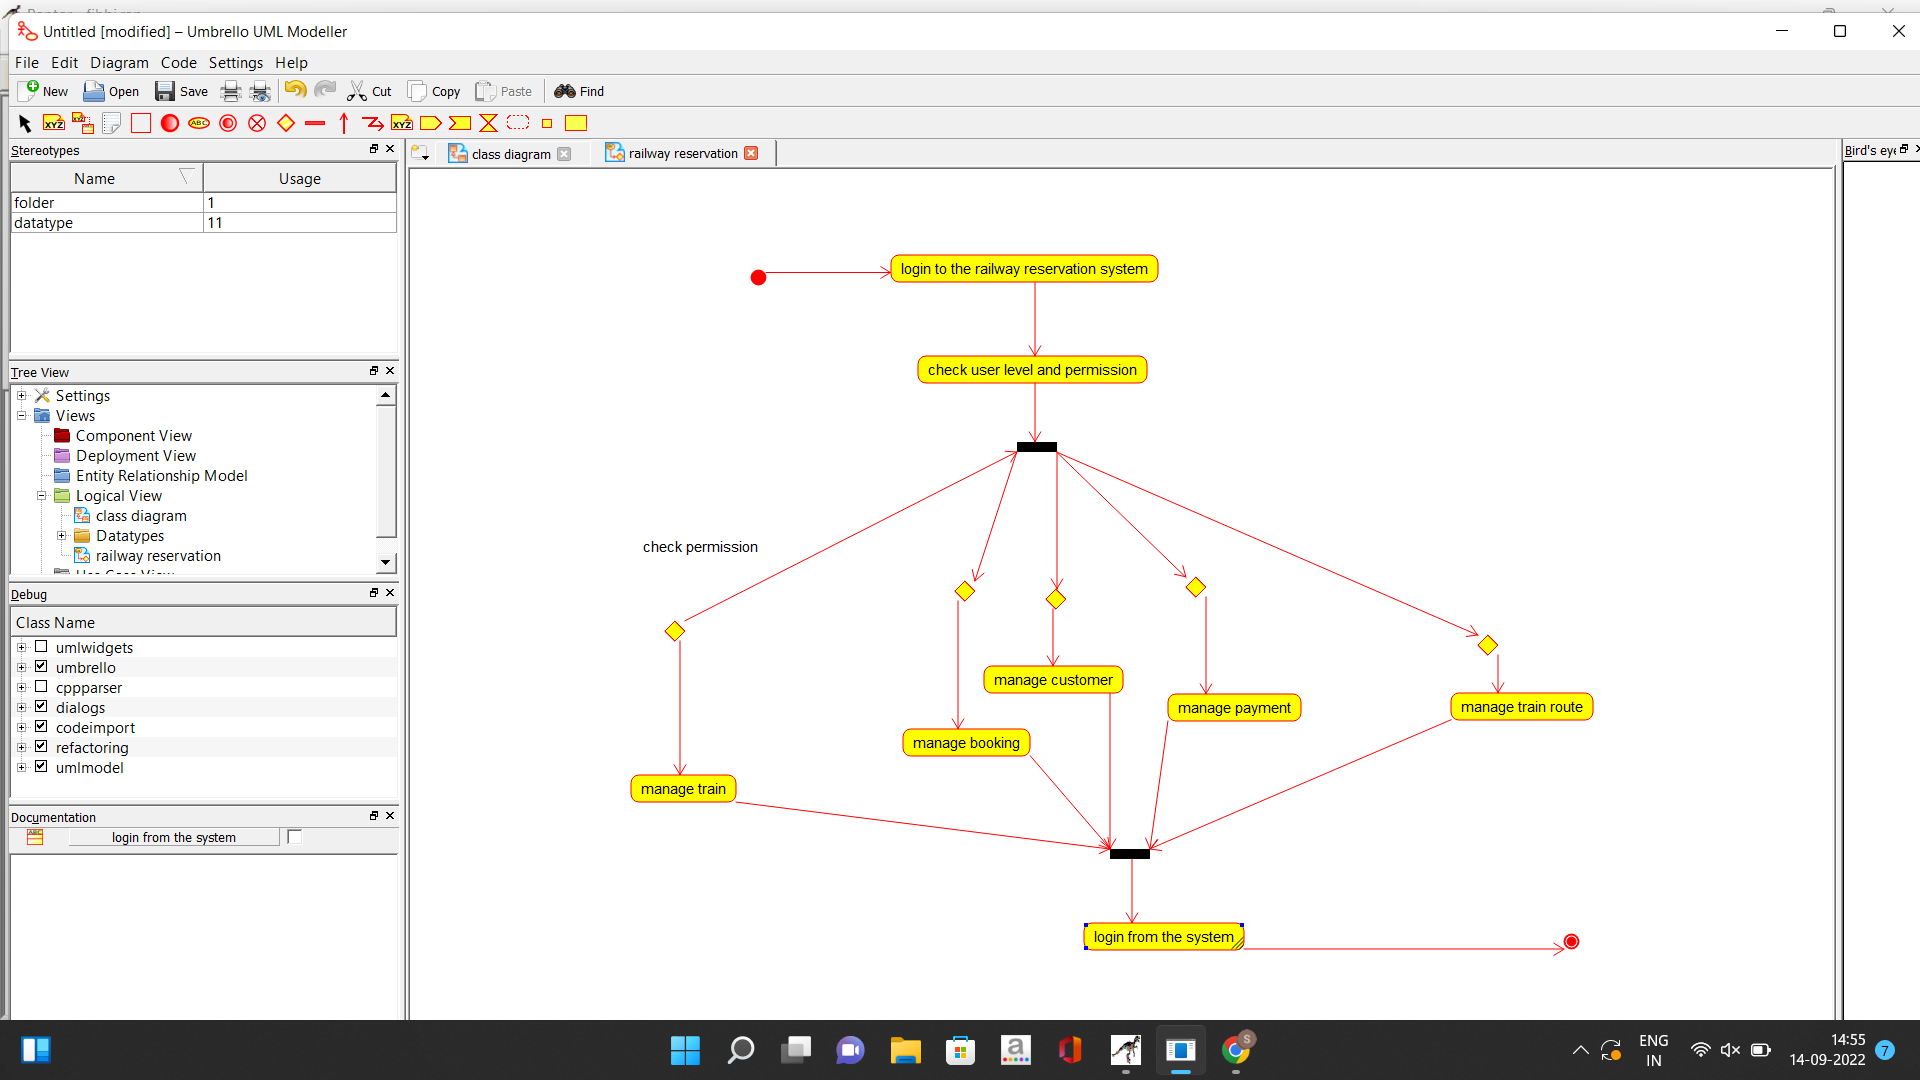 Untitled [modified] – Umbrello UML Modeller
File Edit Diagram Code Settings Help
New Open Save Cut Copy Paste Find
XYZ XYZ ABC XYZ
Stereotypes
class diagram
railway reservation
Bird's eye
Name Usage
folder 1
datatype 11
Tree View
Settings
Views
Component View
Deployment View
Entity Relationship Model
Logical View
class diagram
Datatypes
railway reservation
Debug
Class Name
umlwidgets
umbrello
cppparser
dialogs
codeimport
refactoring
umlmodel
Documentation
login from the system
login to the railway reservation system
check user level and permission
check permission
manage customer
manage payment
manage train route
manage booking
manage train
login from the system
ENG
IN
14:55
14-09-2022
7